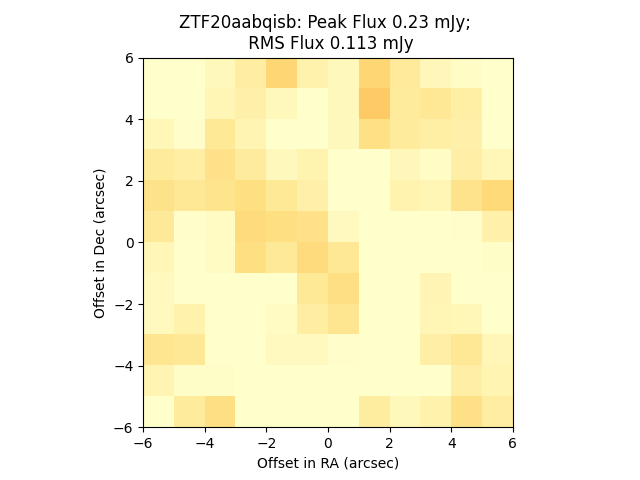 ZTF20aabqisb: Peak Flux 0.23 mJy;
RMS Flux 0.113 mJy
6
4
2
0
−2
−4
−6
Offset in Dec (arcsec)
−6 −4 −2 0 2 4 6
Offset in RA (arcsec)